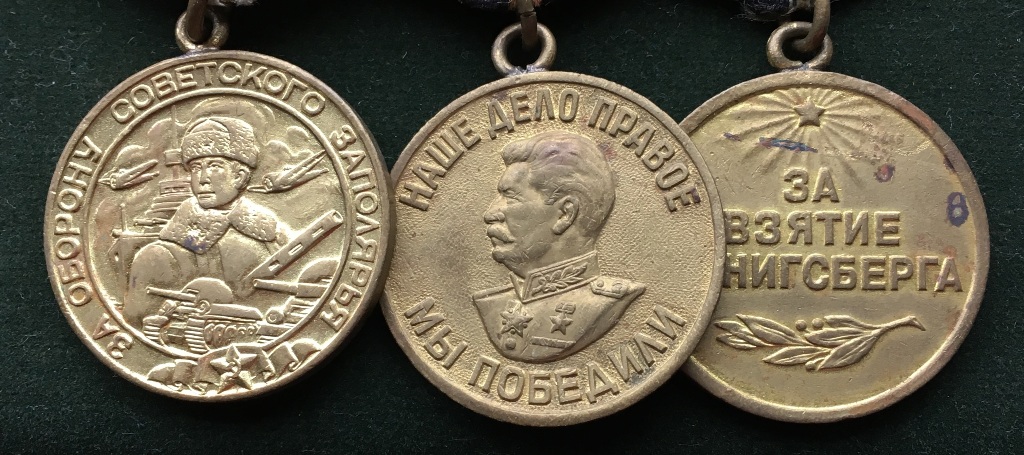 ЗА ОБОРОНУ СОВЕТСКОГО ЗАПОЛЯРЬЯ
НАШЕ ДЕЛО ПРАВОЕ
МЫ ПОБЕДИЛИ
ЗА
ВЗЯТИЕ
НИГСБЕРГА